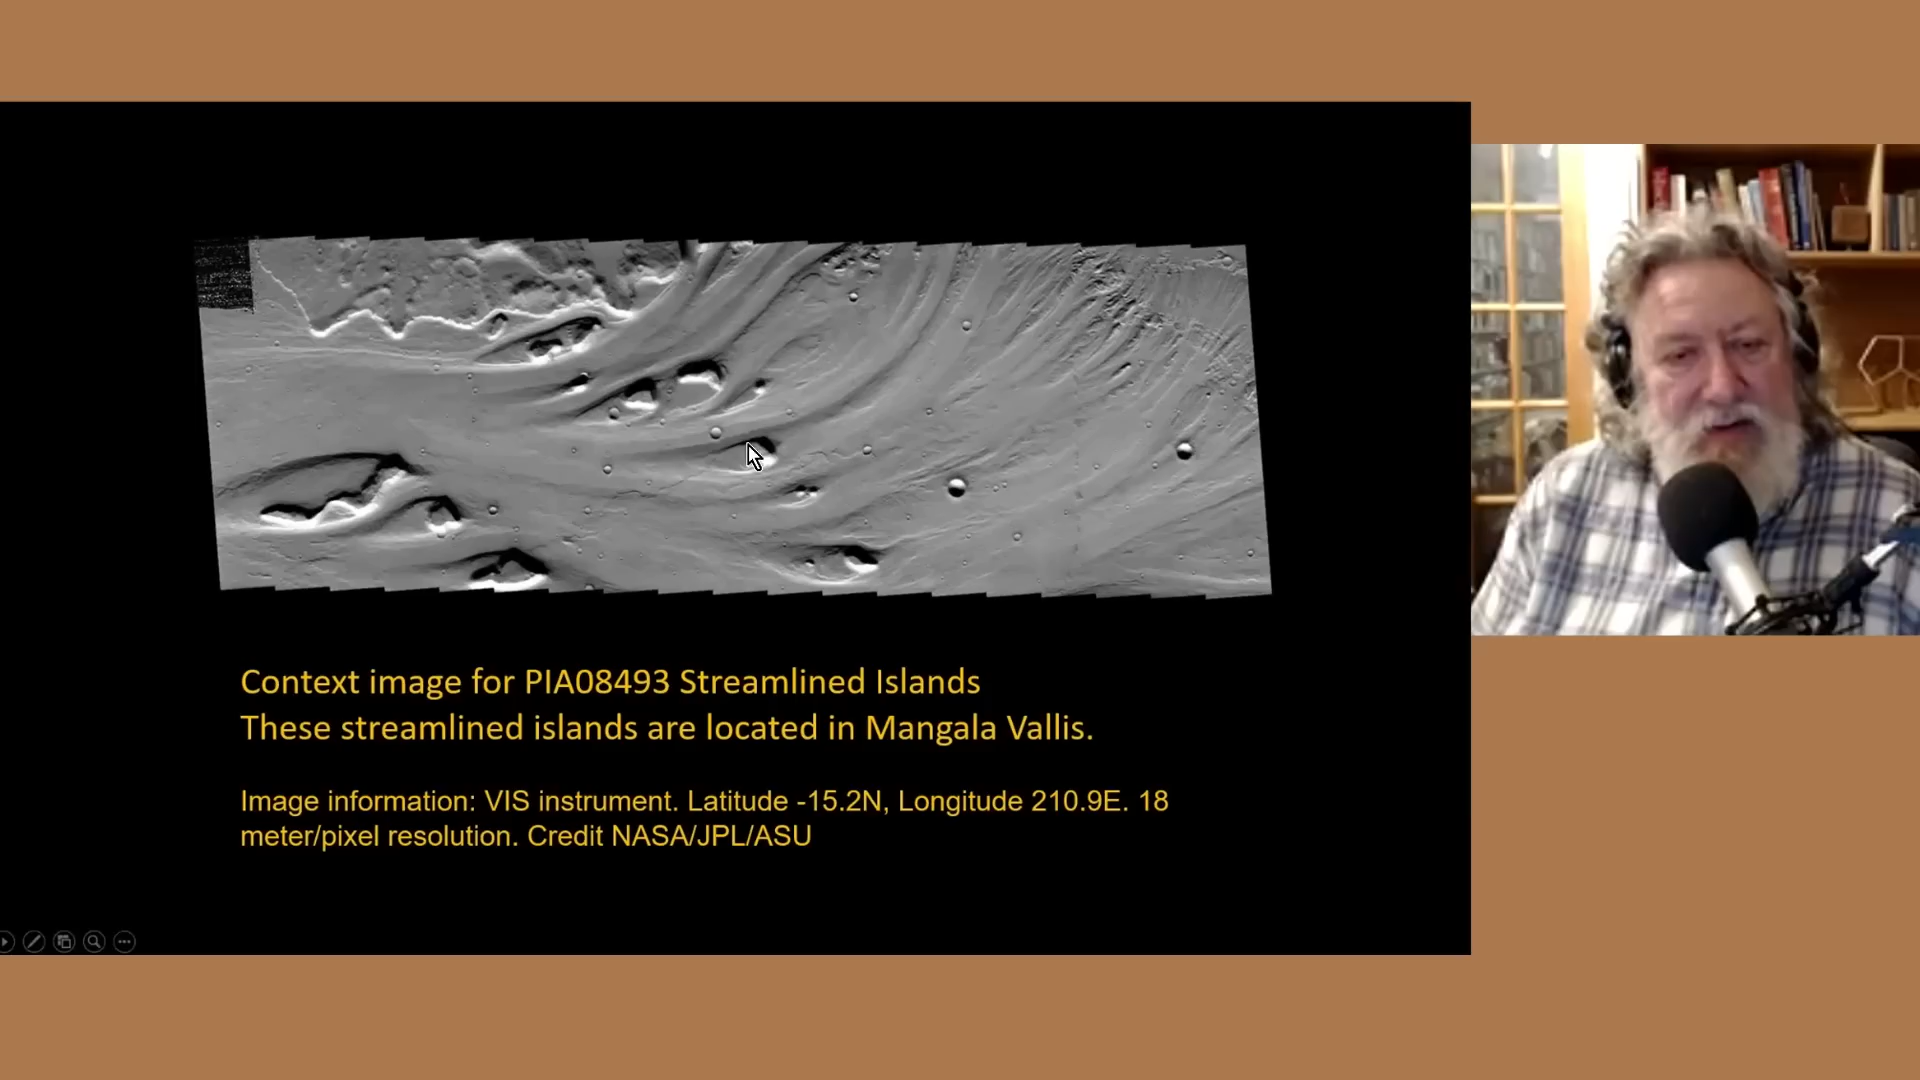 Context image for PIA08493 Streamlined Islands
These streamlined islands are located in Mangala Vallis.
Image information: VIS instrument. Latitude -15.2N, Longitude 210.9E. 18
meter/pixel resolution. Credit NASA/JPL/ASU